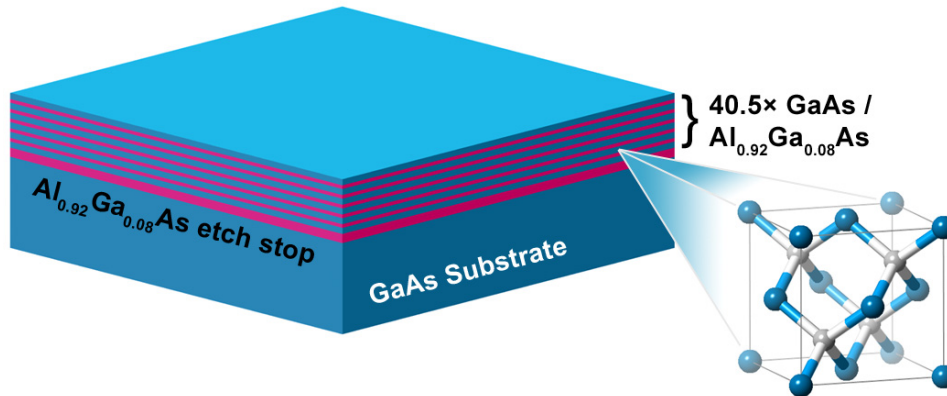 40.5× GaAs /
Al₀.₉₂Ga₀.₀₈As
Al₀.₉₂Ga₀.₀₈As etch stop
GaAs Substrate